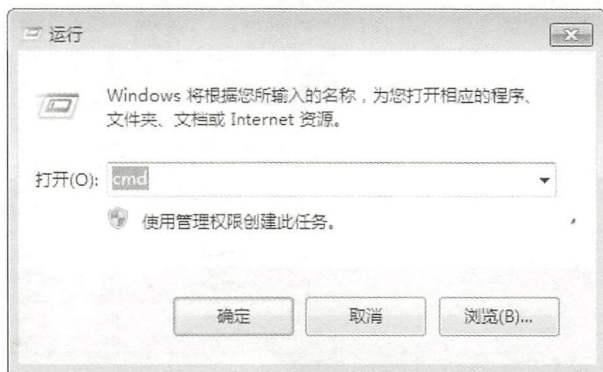 运行
Windows 将根据您所输入的名称，为您打开相应的程序、
文件夹、文档或 Internet 资源。
打开(O): cmd
使用管理权限创建此任务。
确定 取消 浏览(B)...